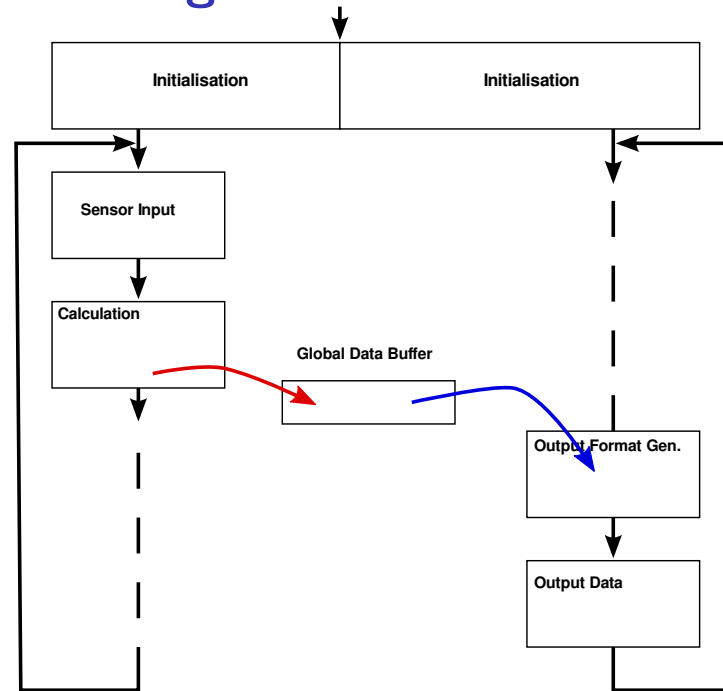 Initialisation
Initialisation
Sensor Input
Calculation
Global Data Buffer
Output Format Gen.
Output Data